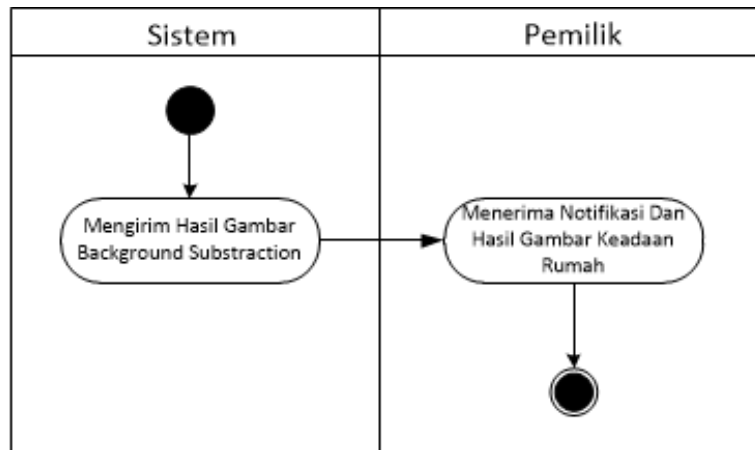 Sistem
Pemilik
Mengirim Hasil Gambar
Background Substraction
Menerima Notifikasi Dan
Hasil Gambar Keadaan
Rumah